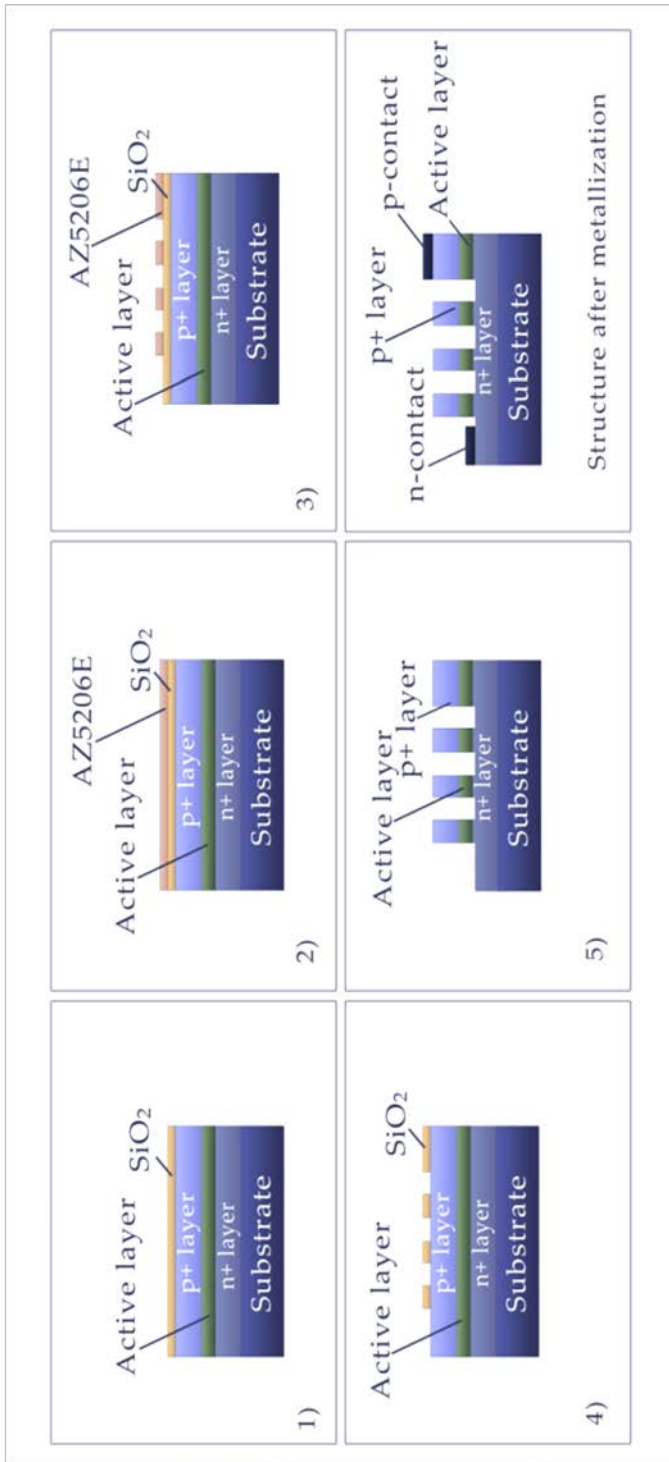 Active layer
SiO₂
p+ layer
n+ layer
Substrate
1)
AZ5206E
Active layer
SiO₂
p+ layer
n+ layer
Substrate
2)
AZ5206E
Active layer
SiO₂
p+ layer
n+ layer
Substrate
3)
Active layer
SiO₂
p+ layer
n+ layer
Substrate
4)
Active layer
p+ layer
n+ layer
Substrate
5)
n-contact
p+ layer
p-contact
Active layer
n+ layer
Substrate
Structure after metallization